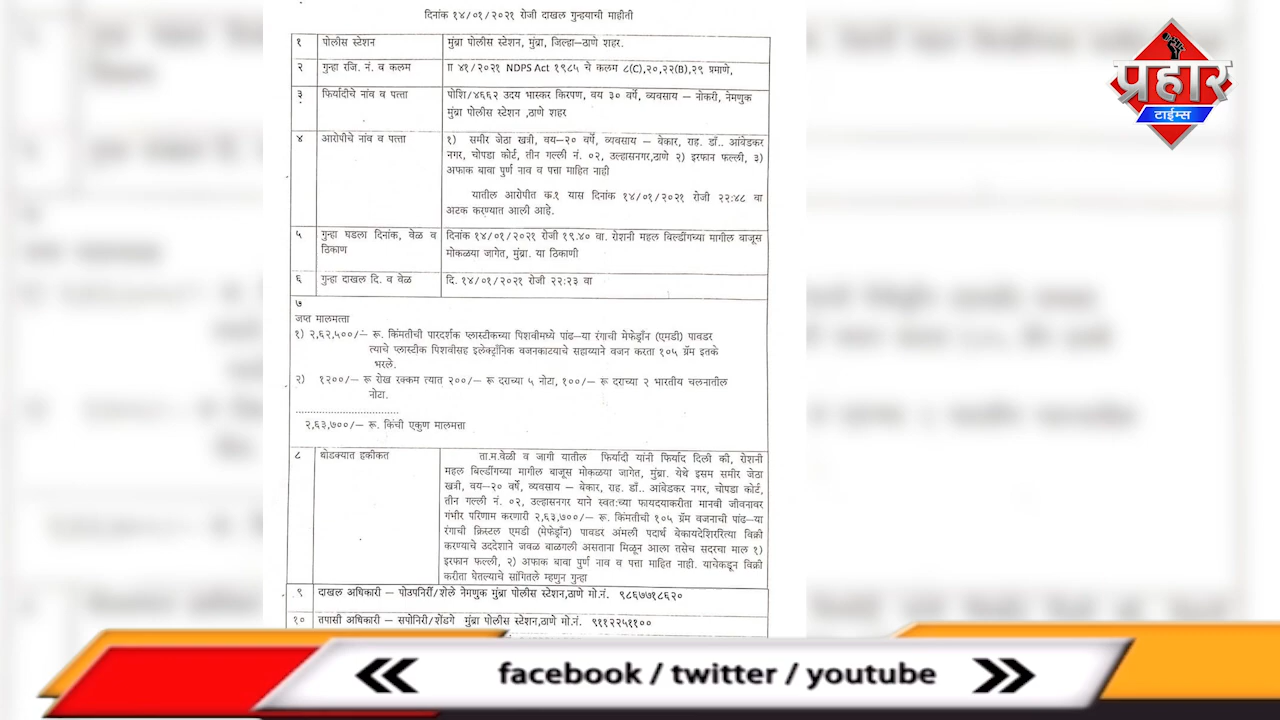 दिनांक १४/०१/२०२१ रोजी दाखल गुन्हयाची माहीती
१ पोलीस स्टेशन मुंब्रा पोलीस स्टेशन, मुंब्रा, जिल्हा–ठाणे शहर.
२ गुन्हा रजि. नं. व कलम ४१/२०२१ NDPS Act १९८५ चे कलम ८(C),२०,२२(B),२९ प्रमाणे,
३ फिर्यादीचे नांव व पत्ता पोशि/४६६२ उदय भास्कर किरपण, वय ३० वर्षे, व्यवसाय – नोकरी, नेमणुक
मुंब्रा पोलीस स्टेशन ,ठाणे शहर
४ आरोपीचे नांव व पत्ता १) समीर जेठा खत्री, वय–२० वर्षे, व्यवसाय – बेकार, राह. डॉ.. आंबेडकर
नगर, चोपडा कोर्ट, तीन गल्ली नं. ०२, उल्हासनगर,ठाणे २) इरफान फल्ली, ३)
अफाक बावा पुर्ण नाव व पत्ता माहित नाही
यातील आरोपीत क.१ यास दिनांक १४/०१/२०२१ रोजी २२:४८ वा
अटक करण्यात आली आहे.
५ गुन्हा घडला दिनांक, वेळ व दिनांक १४/०१/२०२१ रोजी १९.४० वा. रोशनी महल बिल्डींगच्या मागील बाजूस
ठिकाण मोकळया जागेत, मुंब्रा. या ठिकाणी
६ गुन्हा दाखल दि. व वेळ दि. १४/०१/२०२१ रोजी २२:२३ वा
७
जप्त मालमत्ता
१) २,६२,५००/– रू. किंमतीची पारदर्शक प्लास्टीकच्या पिशवीमध्ये पांढ–या रंगाची मेफेड्रॉन (एमडी) पावडर
त्याचे प्लास्टीक पिशवीसह इलेक्ट्रॉनिक वजनकाटयाचे सहाय्याने वजन करता १०५ ग्रॅम इतके
भरले.
२) १२००/– रू रोख रक्कम त्यात २००/– रू दराच्या ५ नोटा, १००/– रू दराच्या २ भारतीय चलनातील
नोटा.
.................................
२,६३,७००/– रू. किंची एकुण मालमत्ता
८ थोडक्यात हकीकत ता.म.वेळी व जागी यातील फिर्यादी यांनी फिर्याद दिली की, रोशनी
महल बिल्डींगच्या मागील बाजूस मोकळया जागेत, मुंब्रा. येथे इसम समीर जेठा
खत्री, वय–२० वर्षे, व्यवसाय – बेकार, राह. डॉ.. आंबेडकर नगर, चोपडा कोर्ट,
तीन गल्ली नं. ०२, उल्हासनगर याने स्वतःच्या फायदयाकरीता मानवी जीवनावर
गंभीर परिणाम करणारी २,६३,७००/– रू. किंमतीची १०५ ग्रॅम वजनाची पांढ–या
रंगाची क्रिस्टल एमडी (मेफेड्रॉन) पावडर अंमली पदार्थ बेकायदेशिररित्या विक्री
करण्याचे उददेशाने जवळ बाळगली असताना मिळून आला तसेच सदरचा माल १)
इरफान फल्ली, २) अफाक बावा पुर्ण नाव व पत्ता माहित नाही. याचेकडून विक्री
करीता घेतल्याचे सांगितले म्हणुन गुन्हा
९ दाखल अधिकारी – पोउपनिरीं/शेले नेमणुक मुंब्रा पोलीस स्टेशन,ठाणे मो.नं. ९८६७७१८६२०
१० तपासी अधिकारी – सपोनिरी/शेंडगे मुंब्रा पोलीस स्टेशन,ठाणे मो.नं. ९११२२५११००
प्रहार
टाईम्स
facebook / twitter / youtube